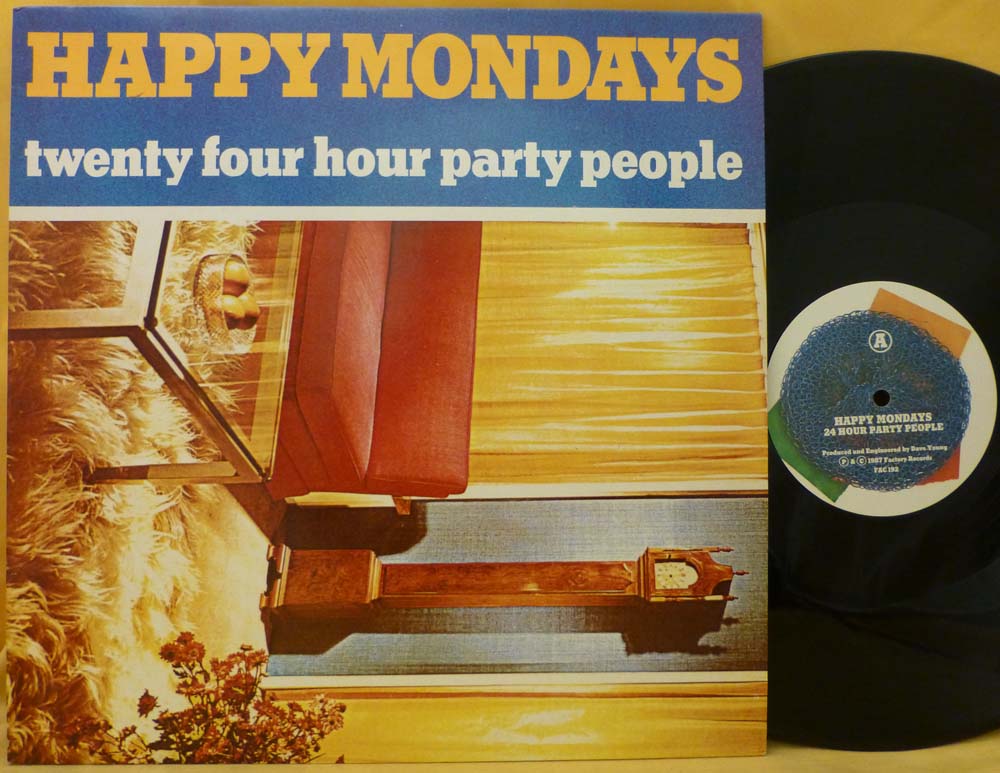 HAPPY MONDAYS
twenty four hour party people
A
HAPPY MONDAYS
24 HOUR PARTY PEOPLE
Produced and Engineered by Dave Young
Ⓟ & © 1987 Factory Records
FAC 192